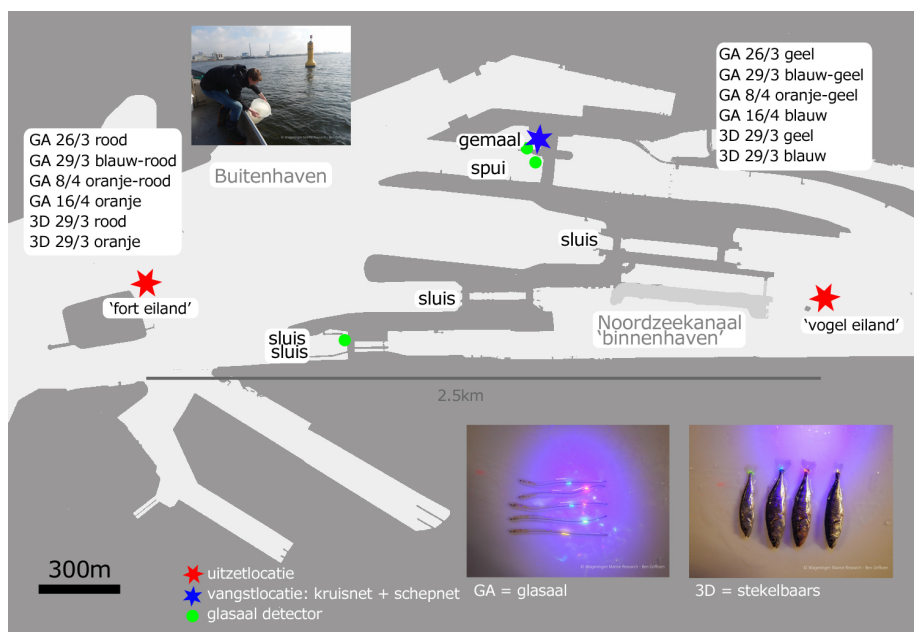 GA 26/3 rood
GA 29/3 blauw-rood
GA 8/4 oranje-rood
GA 16/4 oranje
3D 29/3 rood
3D 29/3 oranje
Buitenhaven
gemaal
spui
GA 26/3 geel
GA 29/3 blauw-geel
GA 8/4 oranje-geel
GA 16/4 blauw
3D 29/3 geel
3D 29/3 blauw
sluis
sluis
sluis
sluis
'fort eiland'
Noordzeekanaal
'binnenhaven'
'vogel eiland'
2.5km
300m
uitzetlocatie
vangstlocatie: kruisnet + schepnet
glasaal detector
GA = glasaal
3D = stekelbaars